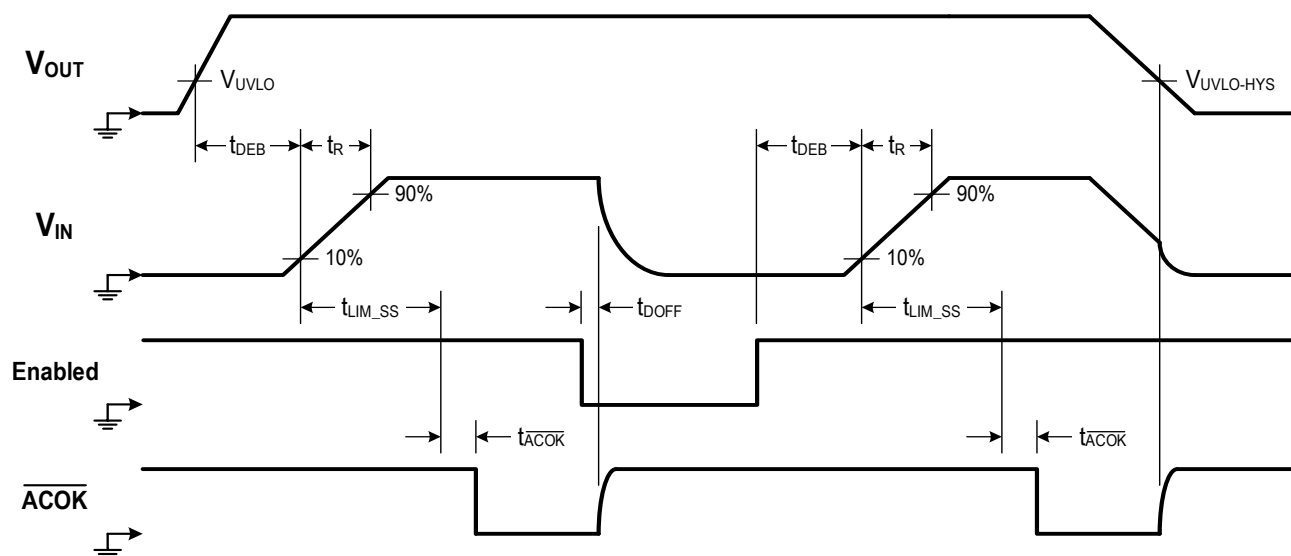 VOUT
VUVLO
VUVLO-HYS
tDEB
tR
tDEB
tR
VIN
90%
10%
90%
10%
tLIM_SS
tDOFF
tLIM_SS
Enabled
tACOK
tACOK
ACOK